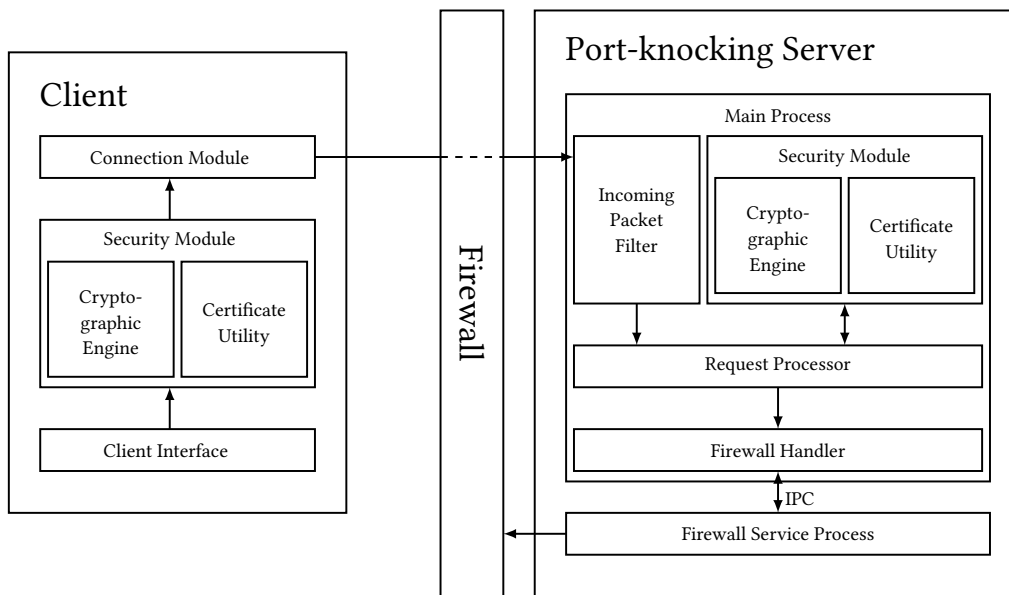 Client
Connection Module
Security Module
Crypto-
graphic
Engine
Certificate
Utility
Client Interface
Firewall
Port-knocking Server
Main Process
Incoming
Packet
Filter
Security Module
Crypto-
graphic
Engine
Certificate
Utility
Request Processor
Firewall Handler
IPC
Firewall Service Process